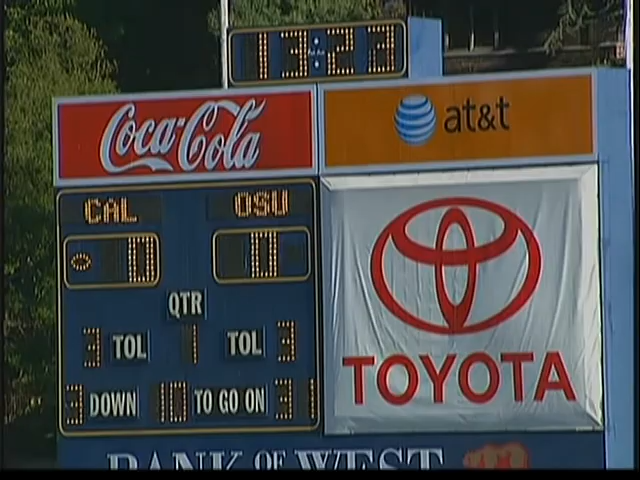 13:23
Coca-Cola
at&t
CAL OSU
0 0
QTR
3 TOL 1 TOL 3
3 DOWN 10 TO GO ON 31
TOYOTA
BANK OF WEST